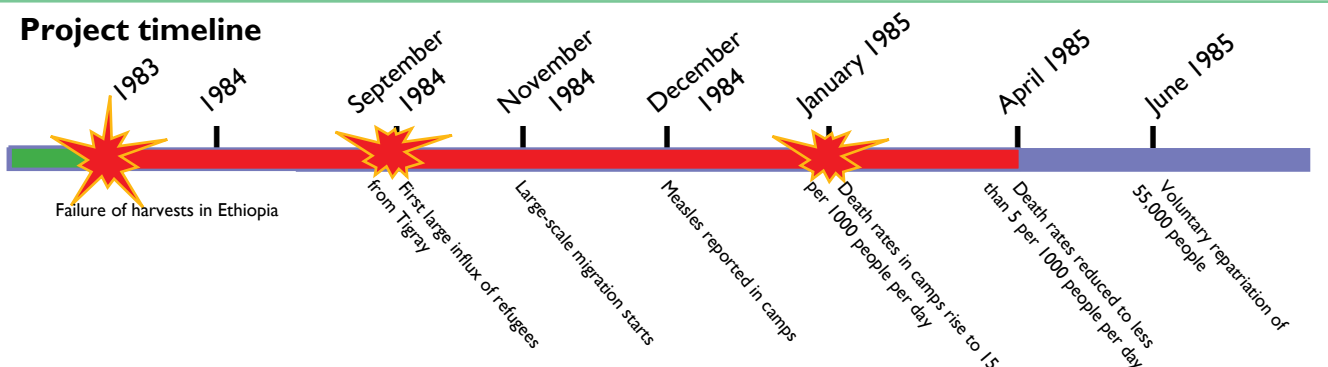 Project timeline
1983
1984
September
1984
November
1984
December
1984
January 1985
April 1985
June 1985
Failure of harvests in Ethiopia
First large influx of refugees
from Tigray
Large-scale migration starts
Measles reported in camps
Death rates in camps rise to 15
per 1000 people per day
Death rates reduced to less
than 5 per 1000 people per day
Voluntary repatriation of
55,000 people